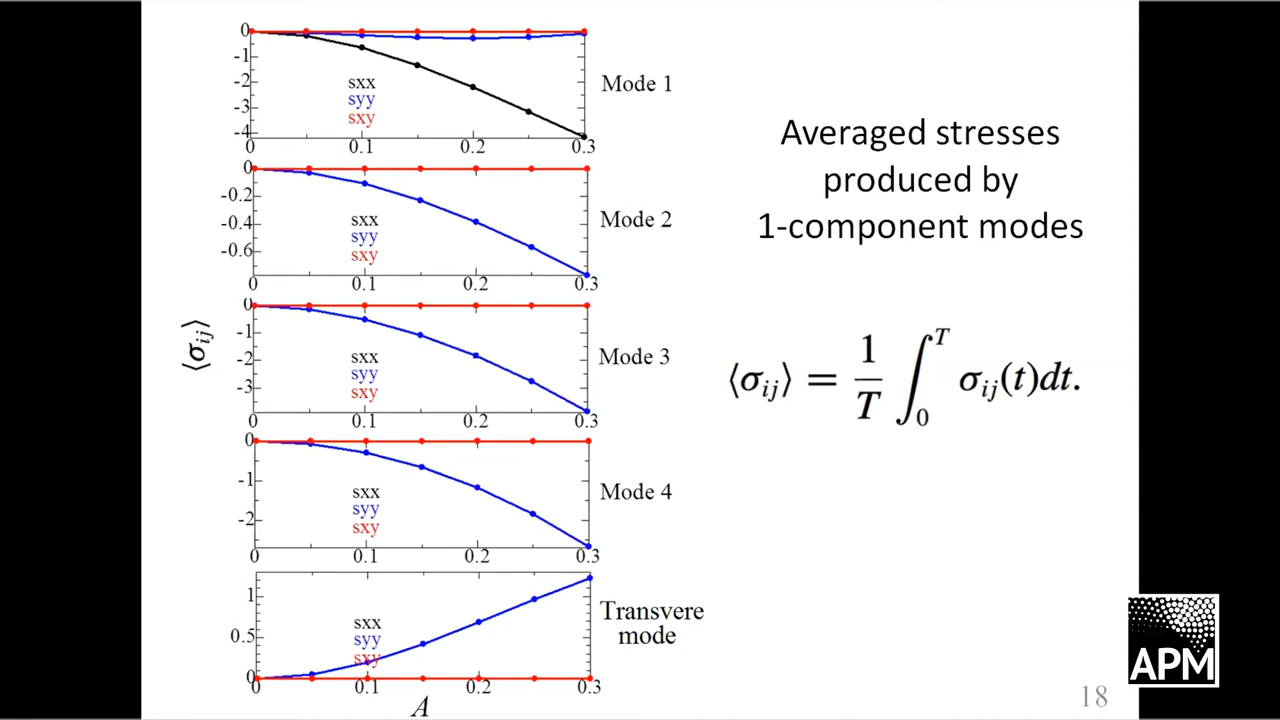 0
-1
-2
-3
-4
0 0.1 0.2 0.3
sxx
syy
sxy
Mode 1
0
-0.2
-0.4
-0.6
0 0.1 0.2 0.3
sxx
syy
sxy
Mode 2
0
-1
-2
-3
0 0.1 0.2 0.3
sxx
syy
sxy
Mode 3
0
-1
-2
0 0.1 0.2 0.3
sxx
syy
sxy
Mode 4
1
0.5
0
0 0.1 0.2 0.3
sxx
syy
sxy
Transvere
mode
⟨σij⟩
A
Averaged stresses
produced by
1-component modes
⟨σij⟩ = 1/T ∫0T σij(t)dt.
18
APM